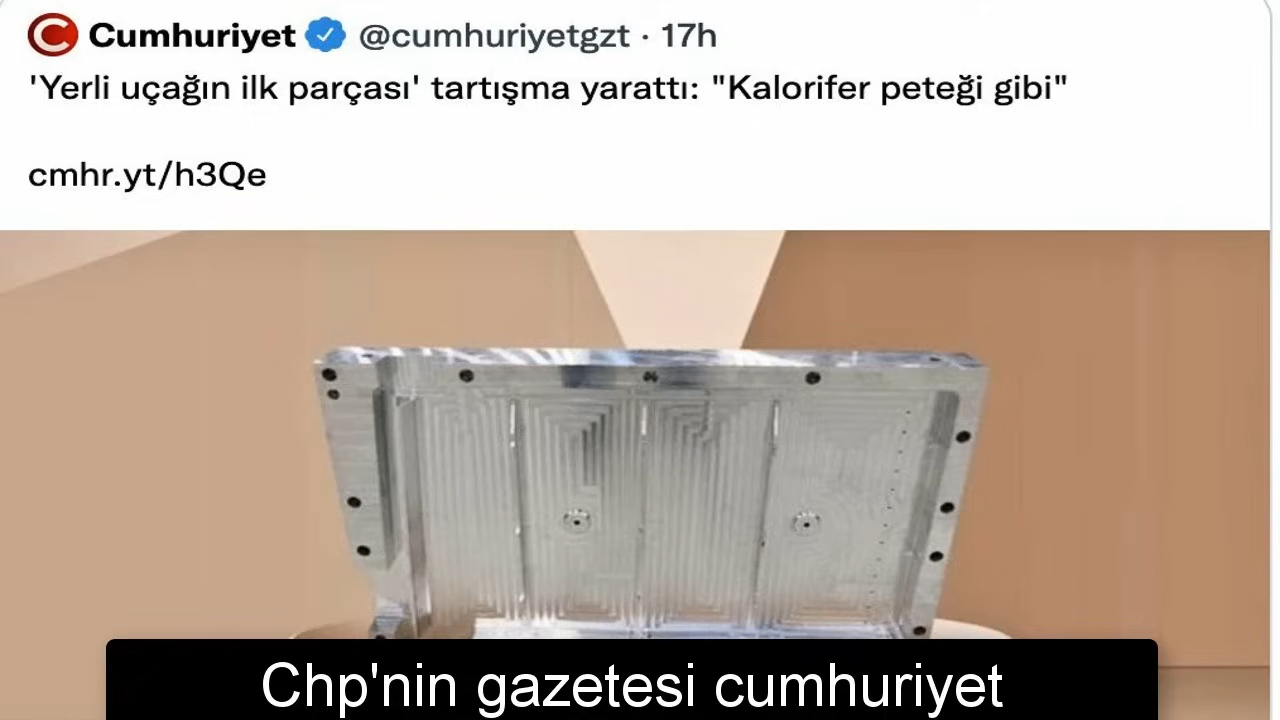 Cumhuriyet @cumhuriyetgzt · 17h
'Yerli uçağın ilk parçası' tartışma yarattı: "Kalorifer peteği gibi"
cmhr.yt/h3Qe
Chp'nin gazetesi cumhuriyet